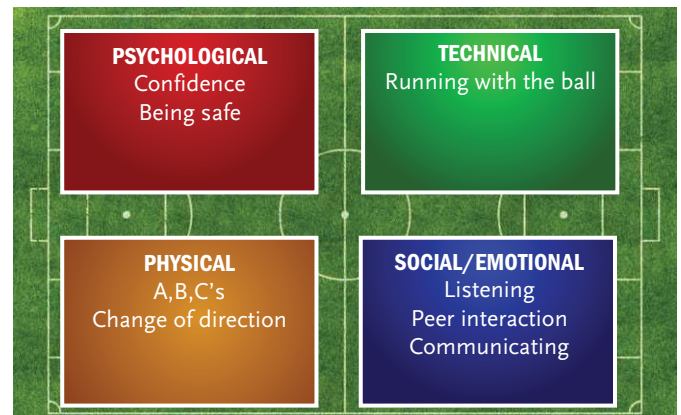 PSYCHOLOGICAL
Confidence
Being safe
TECHNICAL
Running with the ball
PHYSICAL
A,B,C’s
Change of direction
SOCIAL/EMOTIONAL
Listening
Peer interaction
Communicating